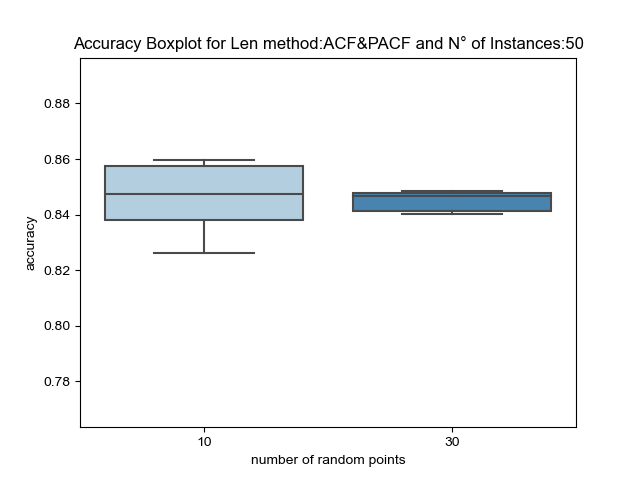 Accuracy Boxplot for Len method:ACF&PACF and N° of Instances:50
0.88
0.86
0.84
0.82
0.80
0.78
accuracy
10
30
number of random points